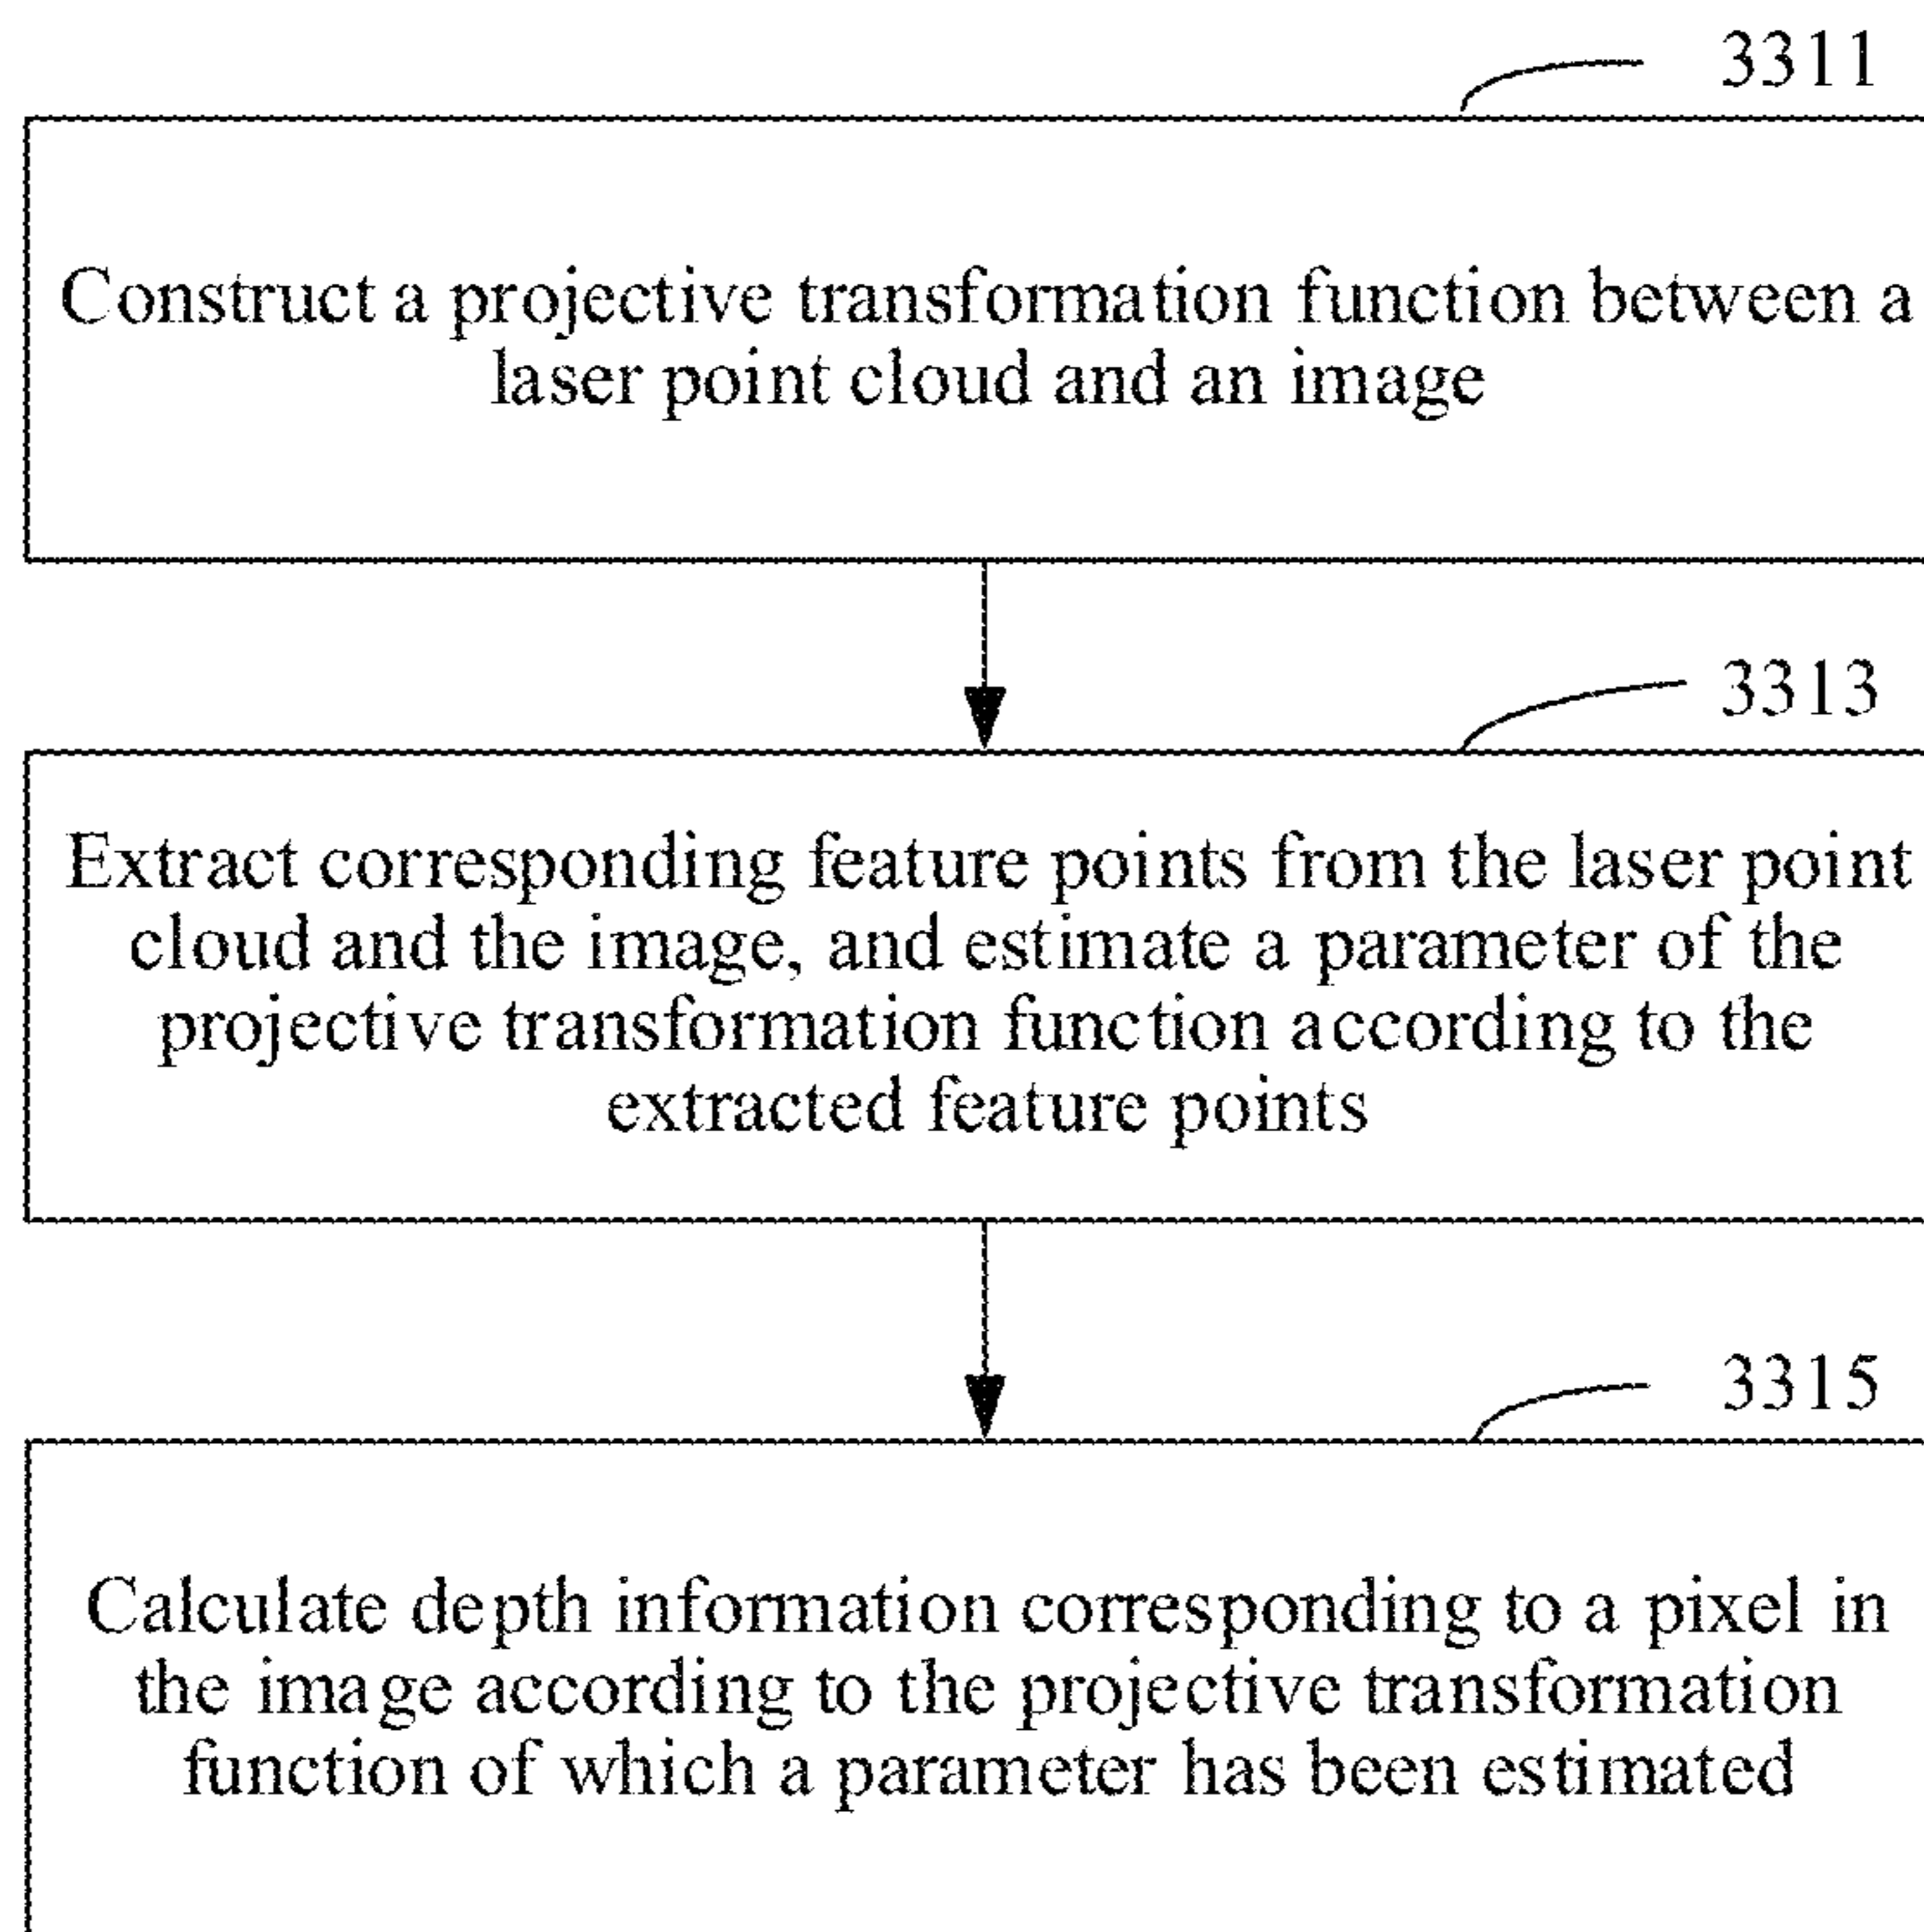 3311
Construct a projective transformation function between a
laser point cloud and an image
3313
Extract corresponding feature points from the laser point
cloud and the image, and estimate a parameter of the
projective transformation function according to the
extracted feature points
3315
Calculate depth information corresponding to a pixel in
the image according to the projective transformation
function of which a parameter has been estimated